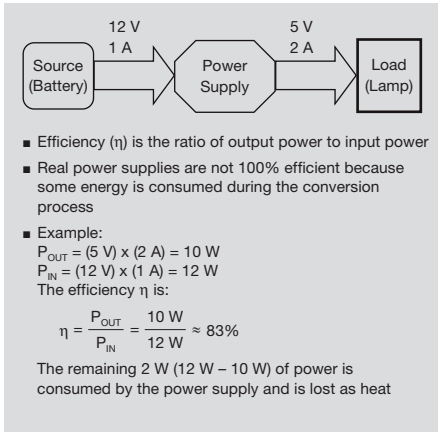 12 V
1 A
5 V
2 A
Source
(Battery)
Power
Supply
Load
(Lamp)
■ Efficiency (η) is the ratio of output power to input power
■ Real power supplies are not 100% efficient because
some energy is consumed during the conversion
process
■ Example:
P_OUT = (5 V) x (2 A) = 10 W
P_IN = (12 V) x (1 A) = 12 W
The efficiency η is:
η = P_OUT / P_IN = 10 W / 12 W ≈ 83%
The remaining 2 W (12 W – 10 W) of power is
consumed by the power supply and is lost as heat